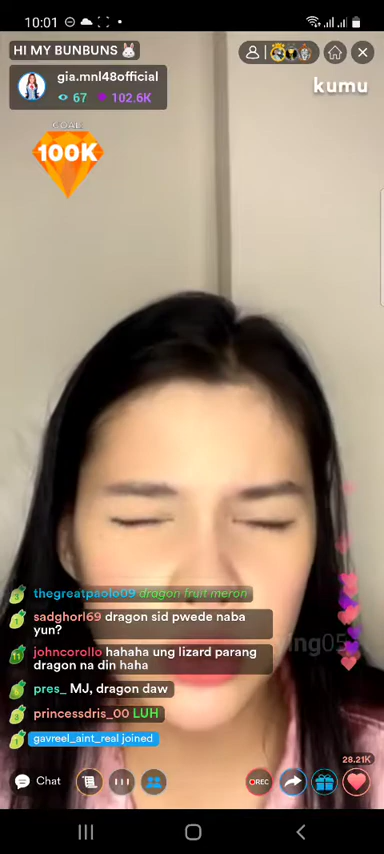 10:01
HI MY BUNBUNS 🐰
gia.mnl48official
67 102.6K
kumu
GOAL:
100K
thegreatpaolo09 dragon fruit meron
sadghorl69 dragon sid pwede naba
yun?
johncorollo hahaha ung lizard parang
dragon na din haha
pres_ MJ, dragon daw
princessdris_00 LUH
gavreel_aint_real joined
28.21K
Chat
REC